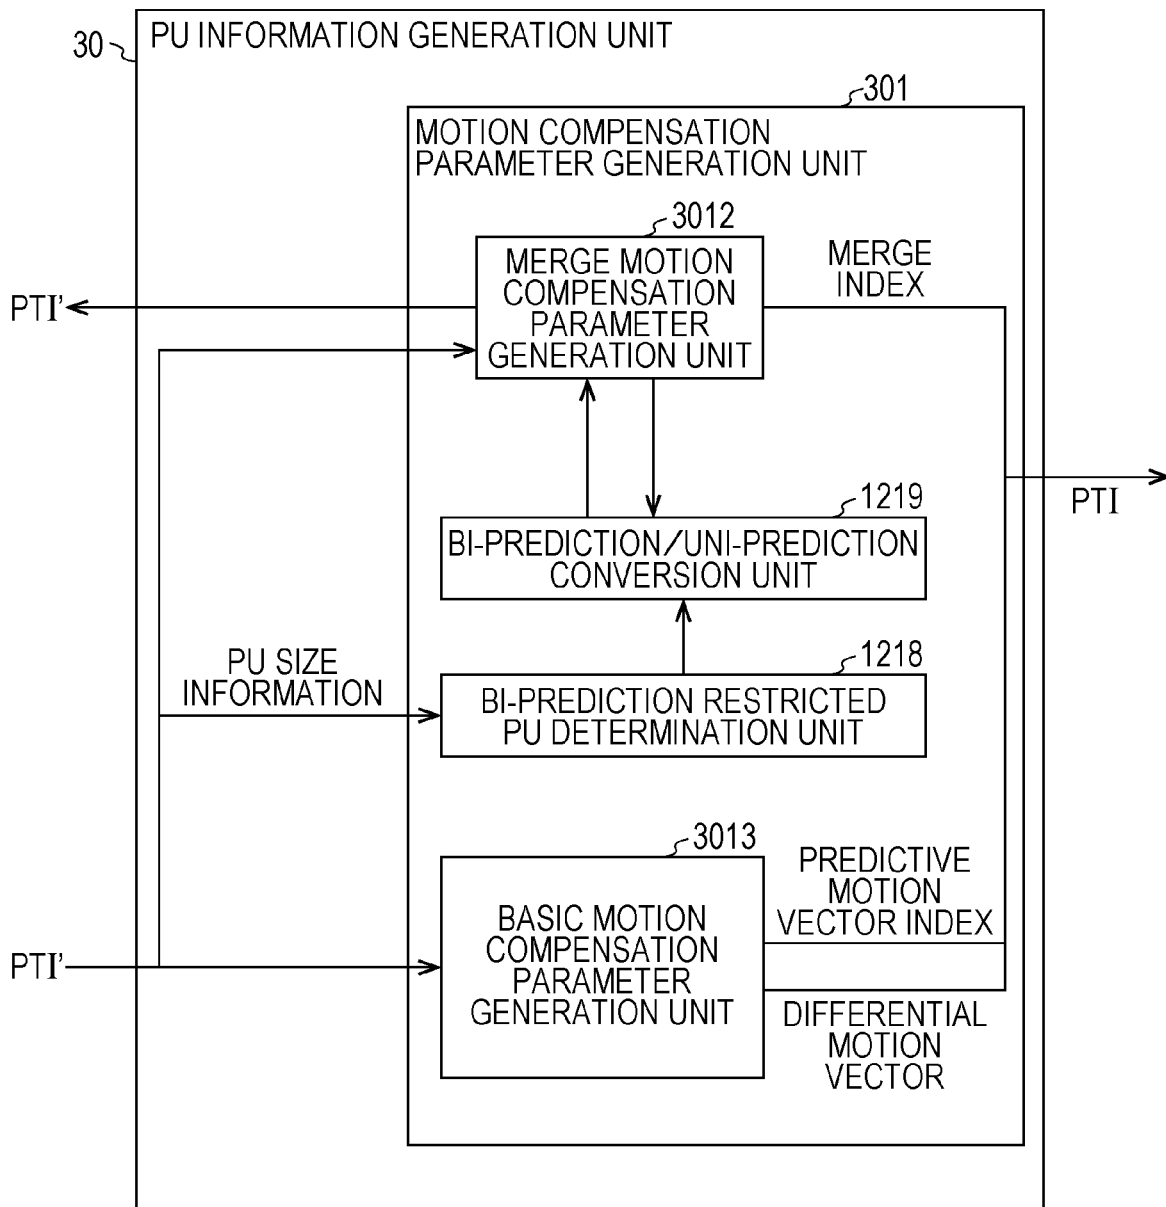 30
PU INFORMATION GENERATION UNIT
301
MOTION COMPENSATION
PARAMETER GENERATION UNIT
3012
MERGE MOTION
COMPENSATION
PARAMETER
GENERATION UNIT
MERGE
INDEX
PTI'
PTI
1219
BI-PREDICTION/UNI-PREDICTION
CONVERSION UNIT
PU SIZE
INFORMATION
1218
BI-PREDICTION RESTRICTED
PU DETERMINATION UNIT
3013
BASIC MOTION
COMPENSATION
PARAMETER
GENERATION UNIT
PREDICTIVE
MOTION
VECTOR INDEX
PTI'
DIFFERENTIAL
MOTION
VECTOR